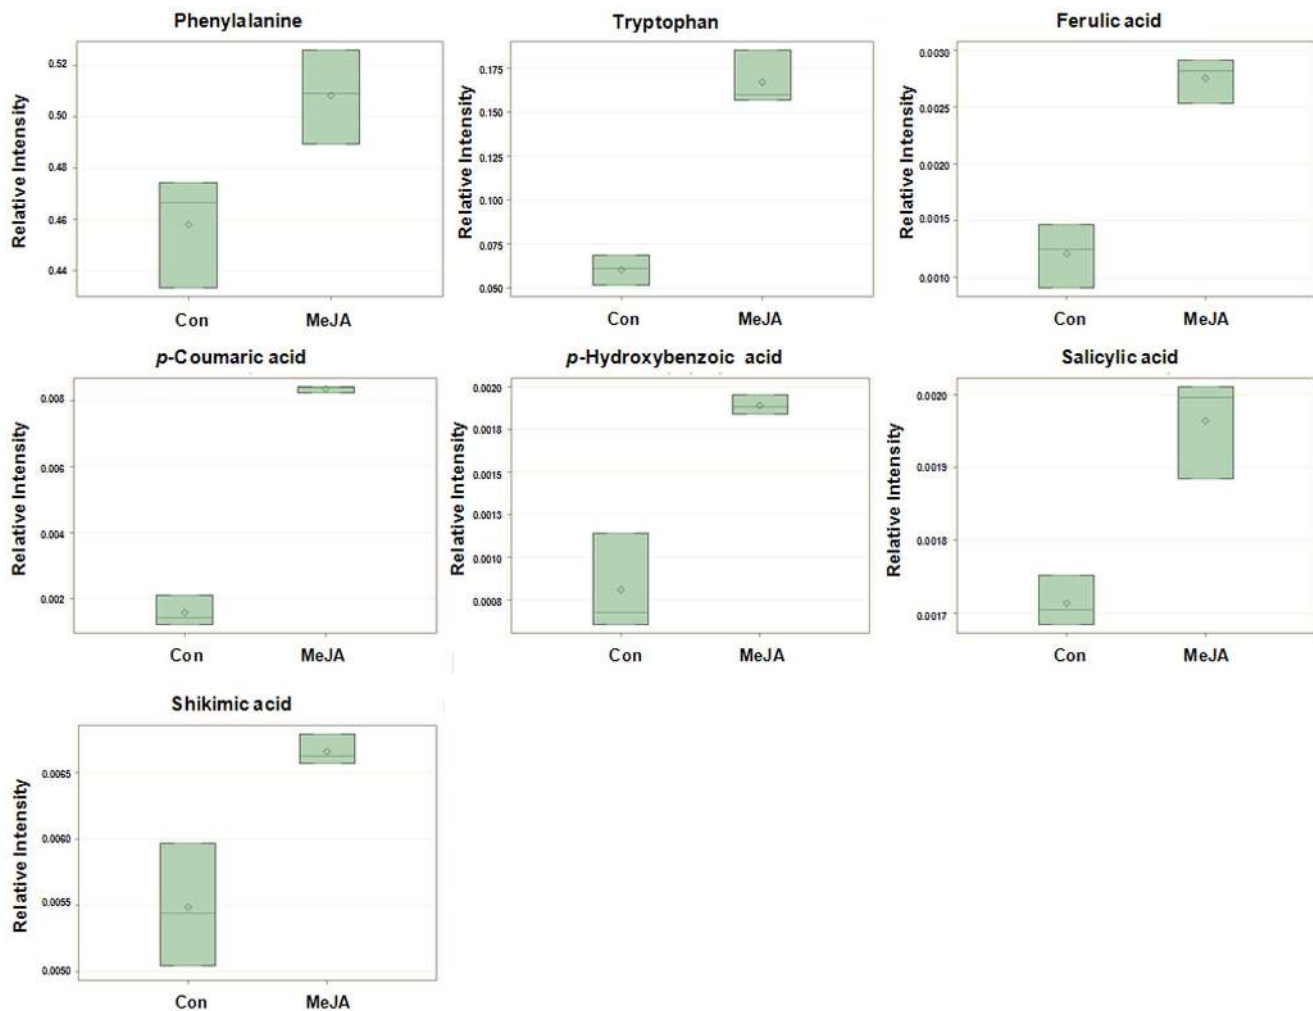 Phenylalanine
Relative Intensity
0.52
0.50
0.48
0.46
0.44
Con MeJA
Tryptophan
Relative Intensity
0.175
0.150
0.125
0.100
0.075
0.050
Con MeJA
Ferulic acid
Relative Intensity
0.0030
0.0025
0.0020
0.0015
0.0010
Con MeJA
p-Coumaric acid
Relative Intensity
0.008
0.006
0.004
0.002
Con MeJA
p-Hydroxybenzoic acid
Relative Intensity
0.0020
0.0018
0.0015
0.0013
0.0010
0.0008
Con MeJA
Salicylic acid
Relative Intensity
0.0020
0.0019
0.0018
0.0017
Con MeJA
Shikimic acid
Relative Intensity
0.0065
0.0060
0.0055
0.0050
Con MeJA